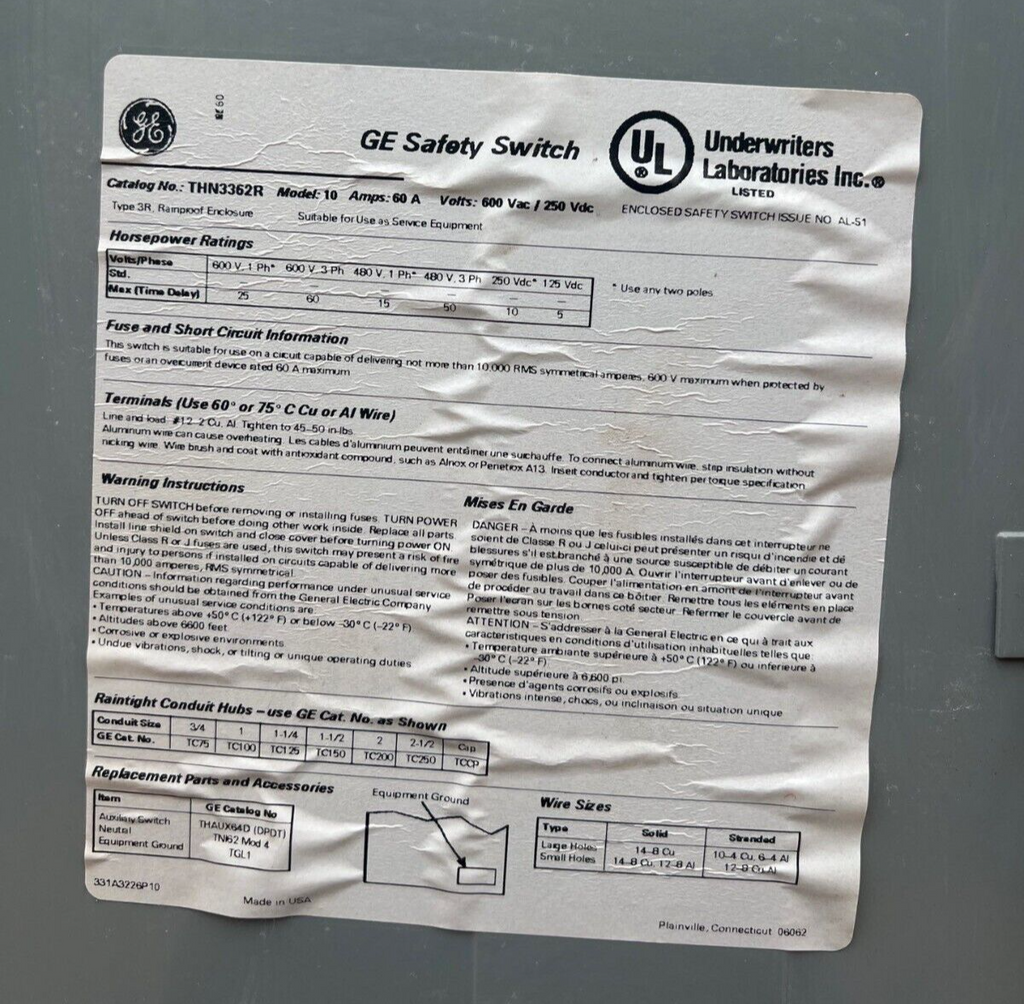 GE
GE Safety Switch
UL ®
Underwriters
Laboratories Inc.®
LISTED
Catalog No.: THN3362R Model: 10 Amps: 60 A Volts: 600 Vac / 250 Vdc
ENCLOSED SAFETY SWITCH ISSUE NO. AL-51
Type 3R, Rainproof Enclosure Suitable for Use as Service Equipment
Horsepower Ratings
Volts/Phase 600 V, 1 Ph* 600 V, 3 Ph 480 V, 1 Ph* 480 V, 3 Ph 250 Vdc* 125 Vdc
Std. – – – – – –
Max (Time Delay) 25 60 15 50 10 5
* Use any two poles
Fuse and Short Circuit Information
This switch is suitable for use on a circuit capable of delivering not more than 10,000 RMS symmetrical amperes, 600 V maximum when protected by
fuses or an overcurrent device rated 60 A maximum
Terminals (Use 60° or 75° C Cu or Al Wire)
Line and load #12–2 Cu, Al. Tighten to 45–50 in-lbs
Aluminum wire can cause overheating. Les cables d'aluminium peuvent entrâiner une surchauffe. To connect aluminum wire, strip insulation without
nicking wire. Wire brush and coat with antioxidant compound, such as Alnox or Penetrox A13. Insert conductor and tighten per torque specification
Warning Instructions
TURN OFF SWITCH before removing or installing fuses. TURN POWER
OFF ahead of switch before doing other work inside. Replace all parts.
Install line shield on switch and close cover before turning power ON
Unless Class R or J fuses are used, this switch may present a risk of fire
and injury to persons if installed on circuits capable of delivering more
than 10,000 amperes, RMS symmetrical
CAUTION – Information regarding performance under unusual service
conditions should be obtained from the General Electric Company
Examples of unusual service conditions are
• Temperatures above +50° C (+122° F) or below –30° C (–22° F)
• Altitudes above 6600 feet
• Corrosive or explosive environments
• Undue vibrations, shock, or tilting or unique operating duties
Mises En Garde
DANGER – À moins que les fusibles installés dans cet interrupteur ne
soient de Classe R ou J celui-ci peut présenter un risqui d'incendie et dé
blessures s'il est branché à une source susceptible de débiter un courant
symétrique de plus de 10,000 A. Ouvrir l'interrupteur avant d'enlever ou de
poser des fusibles. Couper l'alimentation en amont de l'interrupteur avant
de procéder au travail dans ce bôîtier. Remettre tous les eléments en place
Poser l'ecran sur les bornes coté secteur. Refermer le couvercle avant de
remettre sous tension
ATTENTION – S'addresser à la General Electric en ce qui à trait aux
caractéristiques en conditions d'utilisation inhabituelles telles que:
• Temperature ambiante supérieure à +50° C (122° F) ou inferieure à
–30° C (–22° F)
• Altitude supérieure à 6,600 pi
• Presence d'agents corrosifs ou explosifs
• Vibrations intense, chocs, ou inclinaison ou situation unique
Raintight Conduit Hubs – use GE Cat. No. as Shown
Conduit Size 3/4 1 1-1/4 1-1/2 2 2-1/2 Cap
GE Cat. No. TC75 TC100 TC125 TC150 TC200 TC250 TCCP
Replacement Parts and Accessories
Item GE Catalog No
Auxiliary Switch THAUX64D (DPDT)
Neutral TNI62 Mod 4
Equipment Ground TGL1
Equipment Ground
Wire Sizes
Type Solid Stranded
Large Holes 14–8 Cu 10–4 Cu, 6–4 Al
Small Holes 14–8 Cu, 12–8 Al 12–8 Cu Al
331A3226P10
Made in USA
Plainville, Connecticut 06062